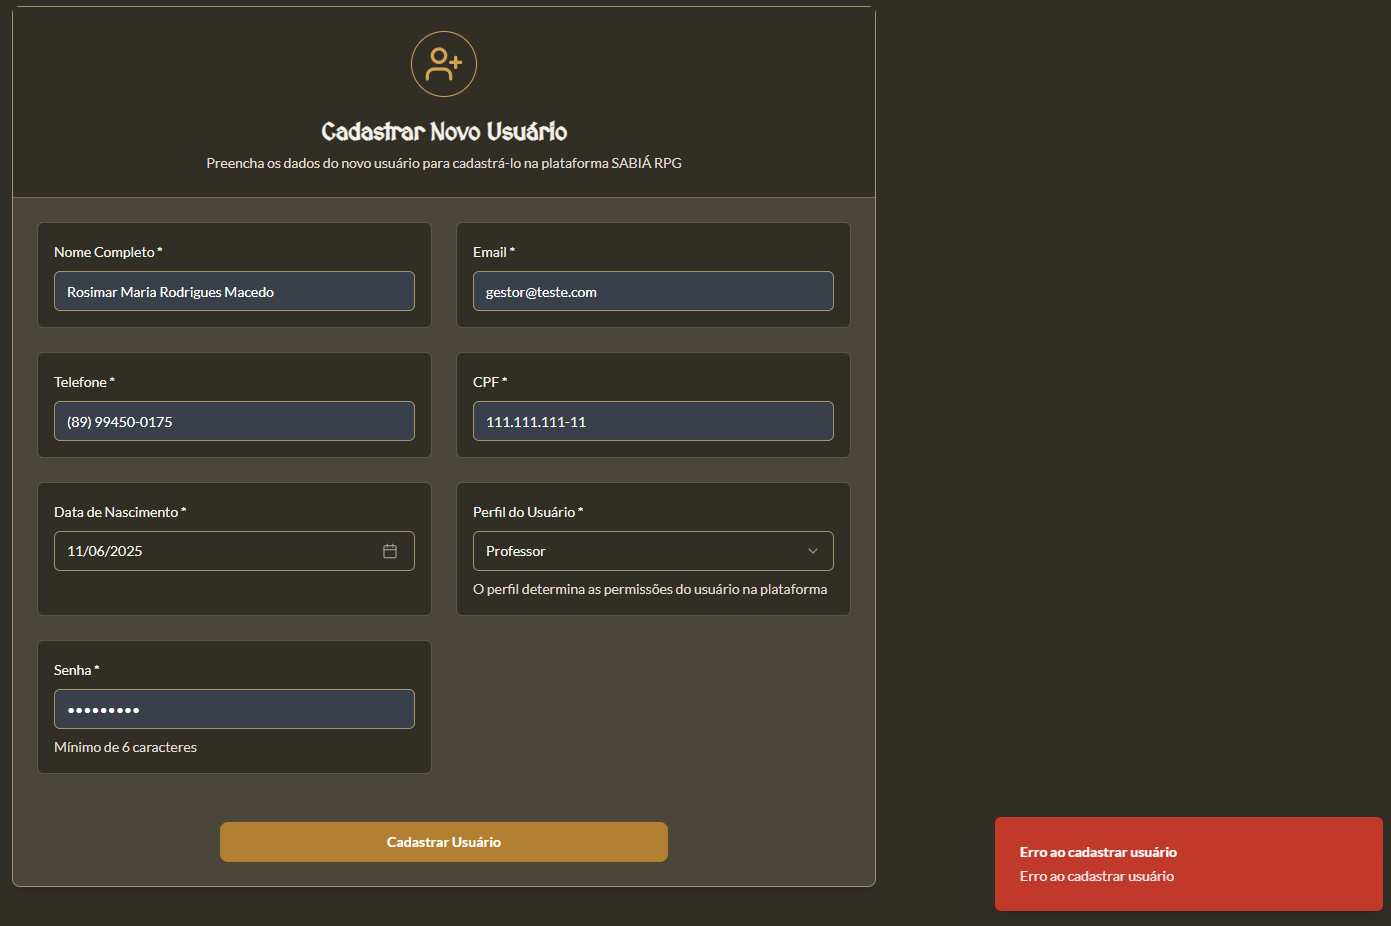 Cadastrar Novo Usuário
Preencha os dados do novo usuário para cadastrá-lo na plataforma SABIÁ RPG
Nome Completo *
Rosimar Maria Rodrigues Macedo
Email *
gestor@teste.com
Telefone *
(89) 99450-0175
CPF *
111.111.111-11
Data de Nascimento *
11/06/2025
Perfil do Usuário *
Professor
O perfil determina as permissões do usuário na plataforma
Senha *
•••••••••
Mínimo de 6 caracteres
Cadastrar Usuário
Erro ao cadastrar usuário
Erro ao cadastrar usuário